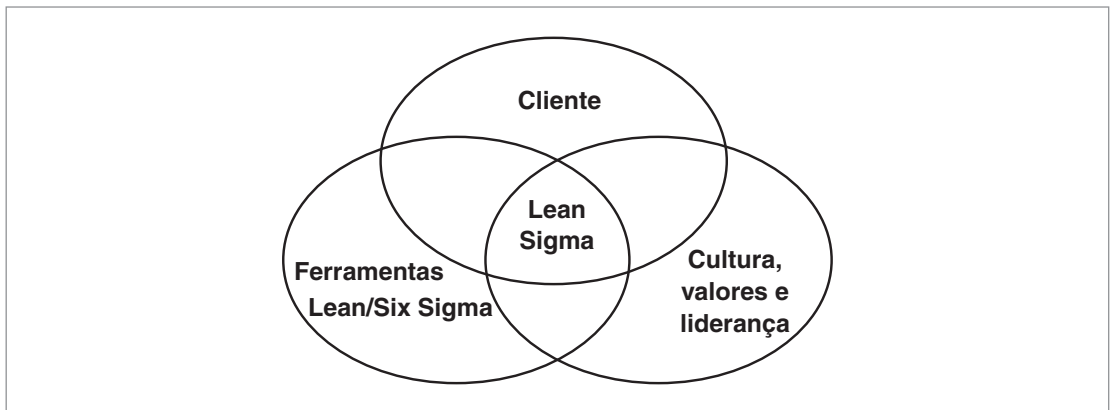 Cliente
Lean
Sigma
Ferramentas
Lean/Six Sigma
Cultura,
valores e
liderança